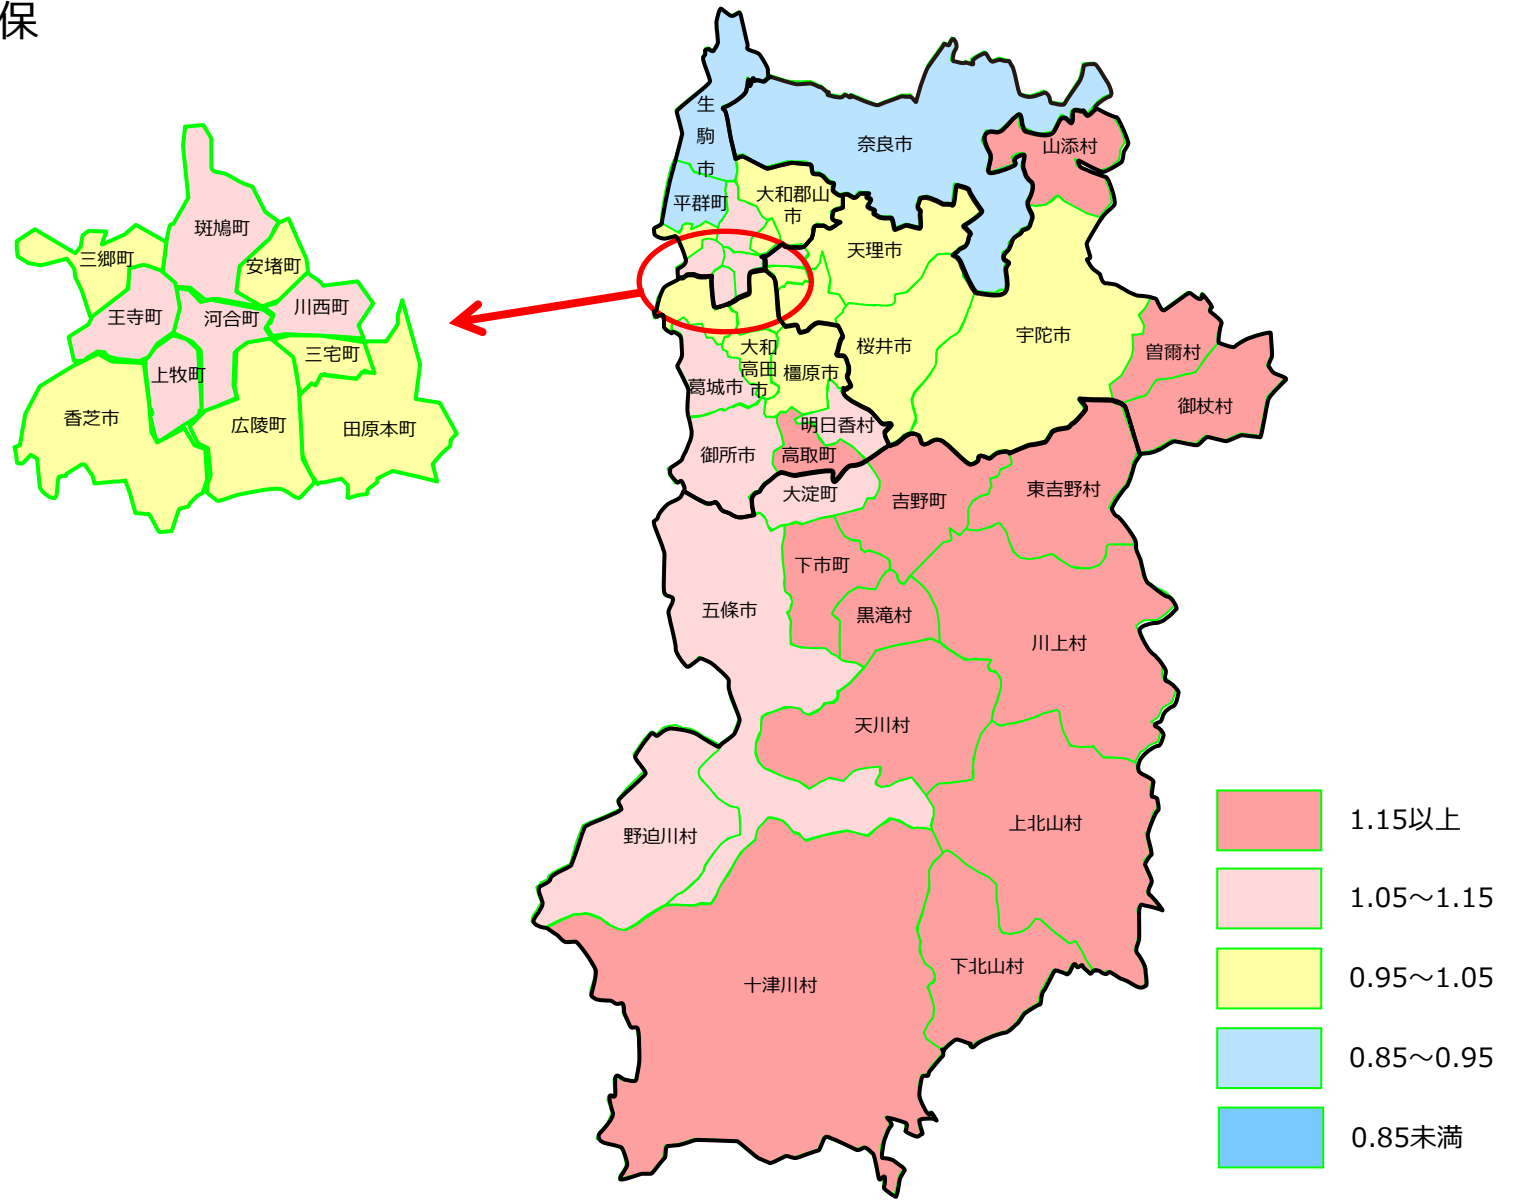 保
生
駒
市
奈良市
山添村
平群町
大和郡山
市
天理市
斑鳩町
三郷町
安堵町
王寺町
河合町
川西町
三宅町
上牧町
香芝市
広陵町
田原本町
宇陀市
桜井市
大和
高田
市
橿原市
葛城市
曽爾村
御杖村
明日香村
高取町
御所市
大淀町
吉野町
東吉野村
下市町
五條市
黒滝村
川上村
天川村
野迫川村
上北山村
下北山村
十津川村
1.15以上
1.05～1.15
0.95～1.05
0.85～0.95
0.85未満